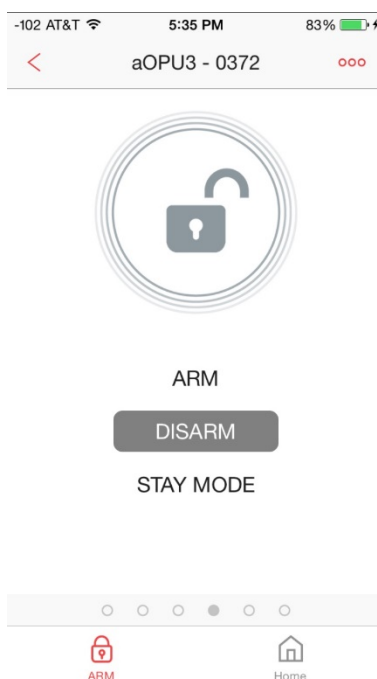 -102 AT&T 5:35 PM 83%
aOPU3 - 0372
ARM
DISARM
STAY MODE
ARM Home